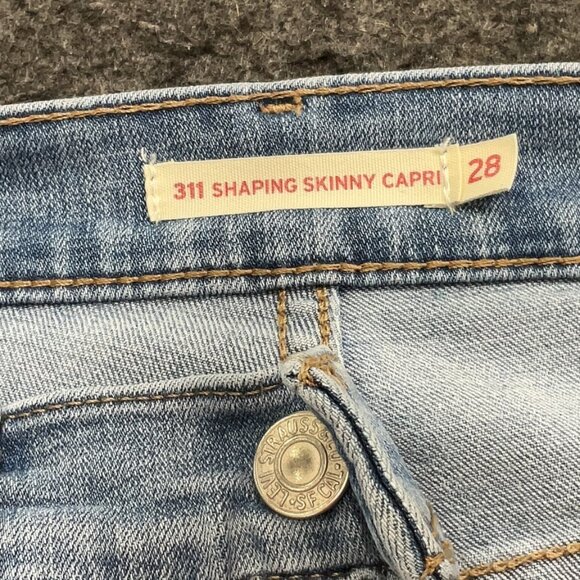 311 SHAPING SKINNY CAPRI 28
LEVI STRAUSS & CO. S.F. CAL.